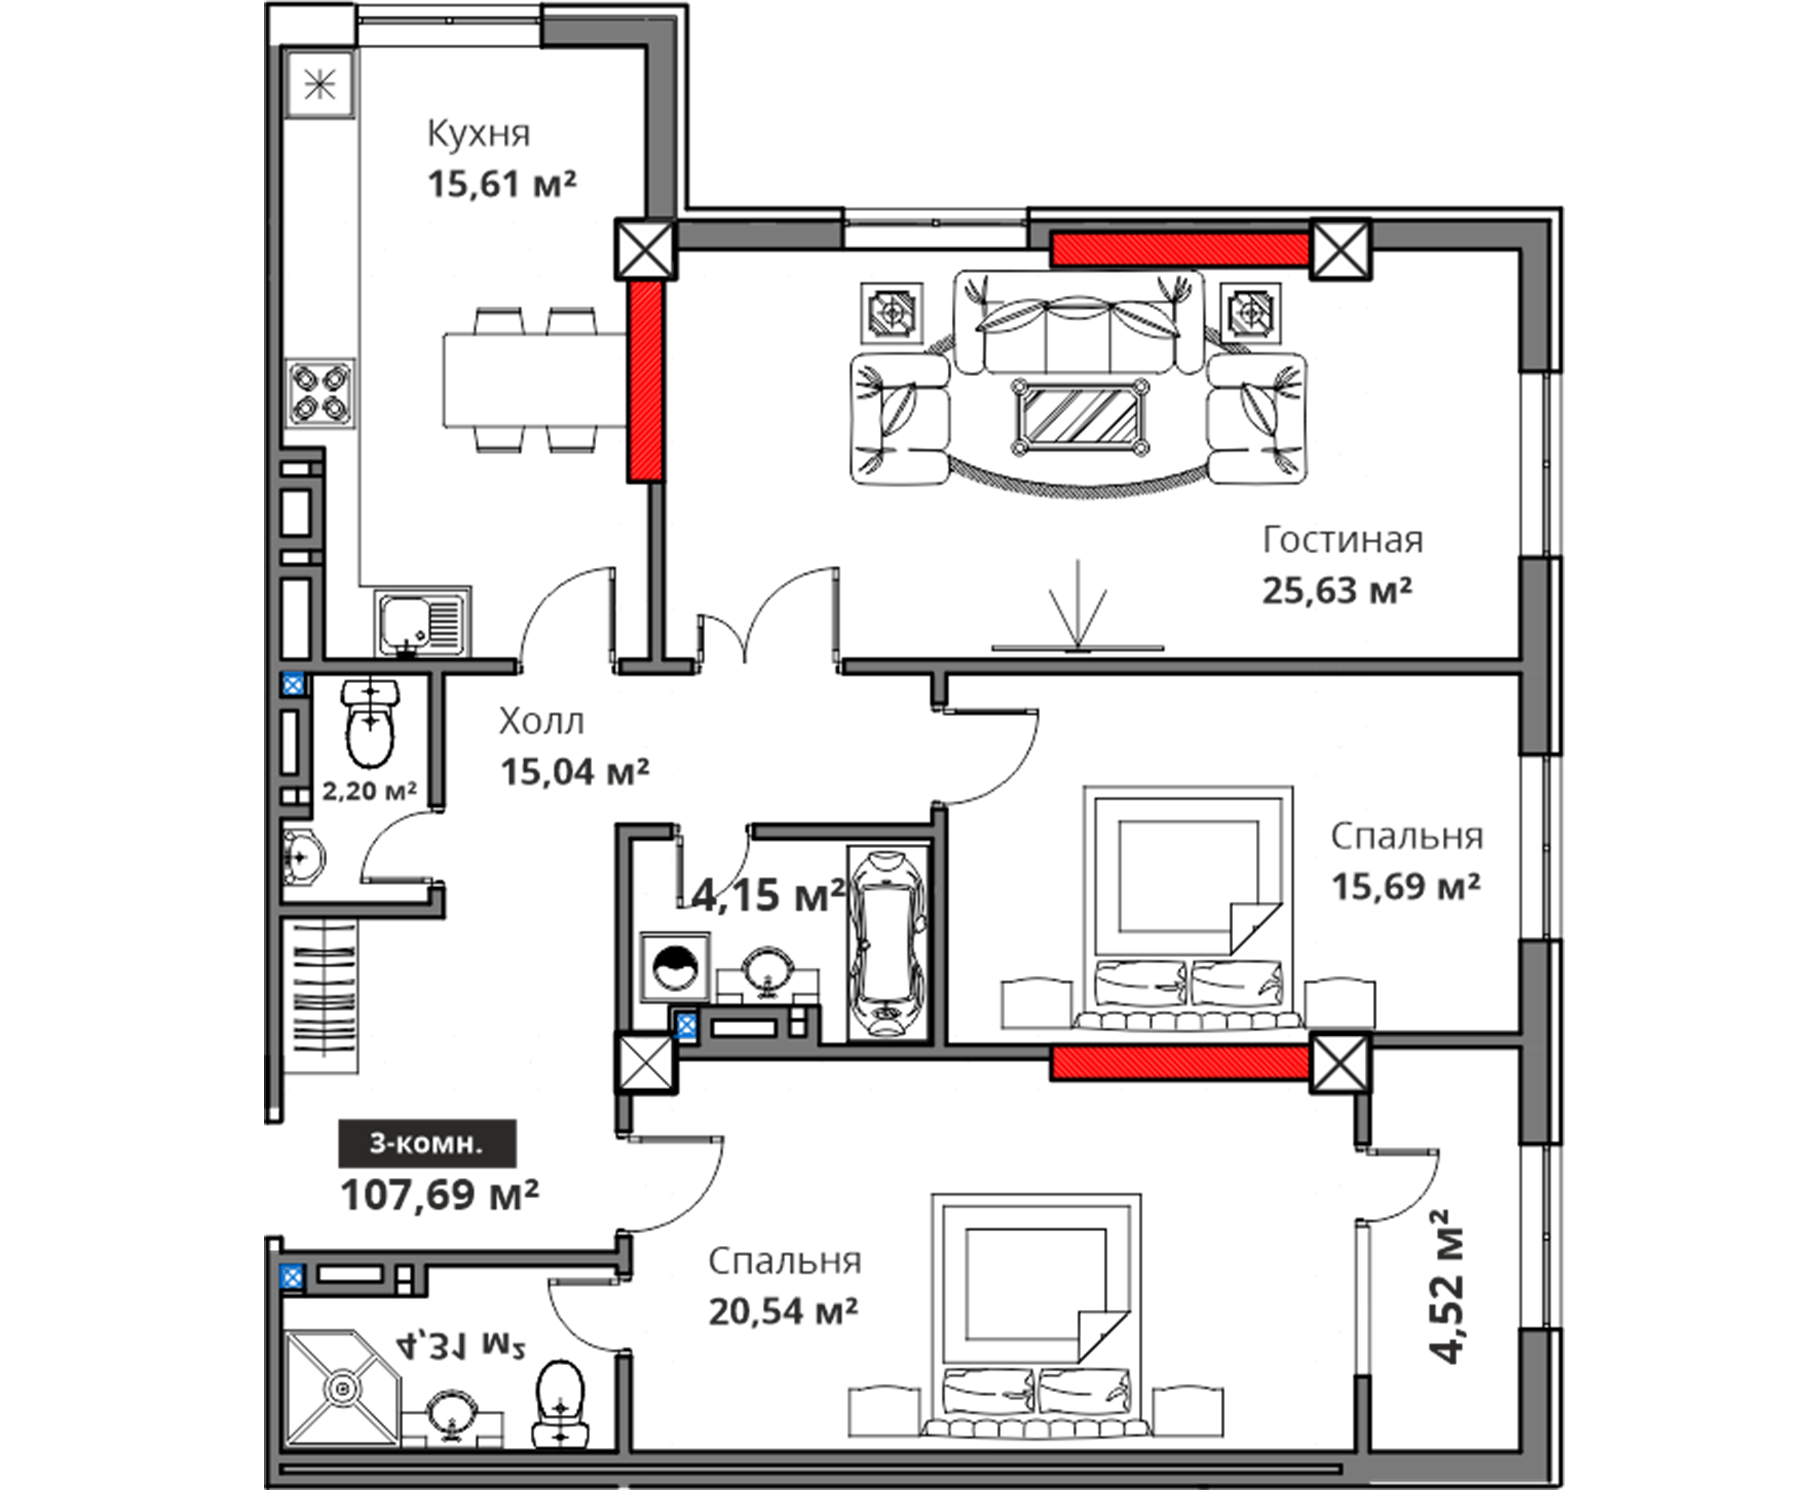 Кухня
15,61 м²
Гостиная
25,63 м²
Холл
15,04 м²
2,20 м²
4,15 м²
Спальня
15,69 м²
3-комн.
107,69 м²
Спальня
20,54 м²
4,52 м²
4,31 м²